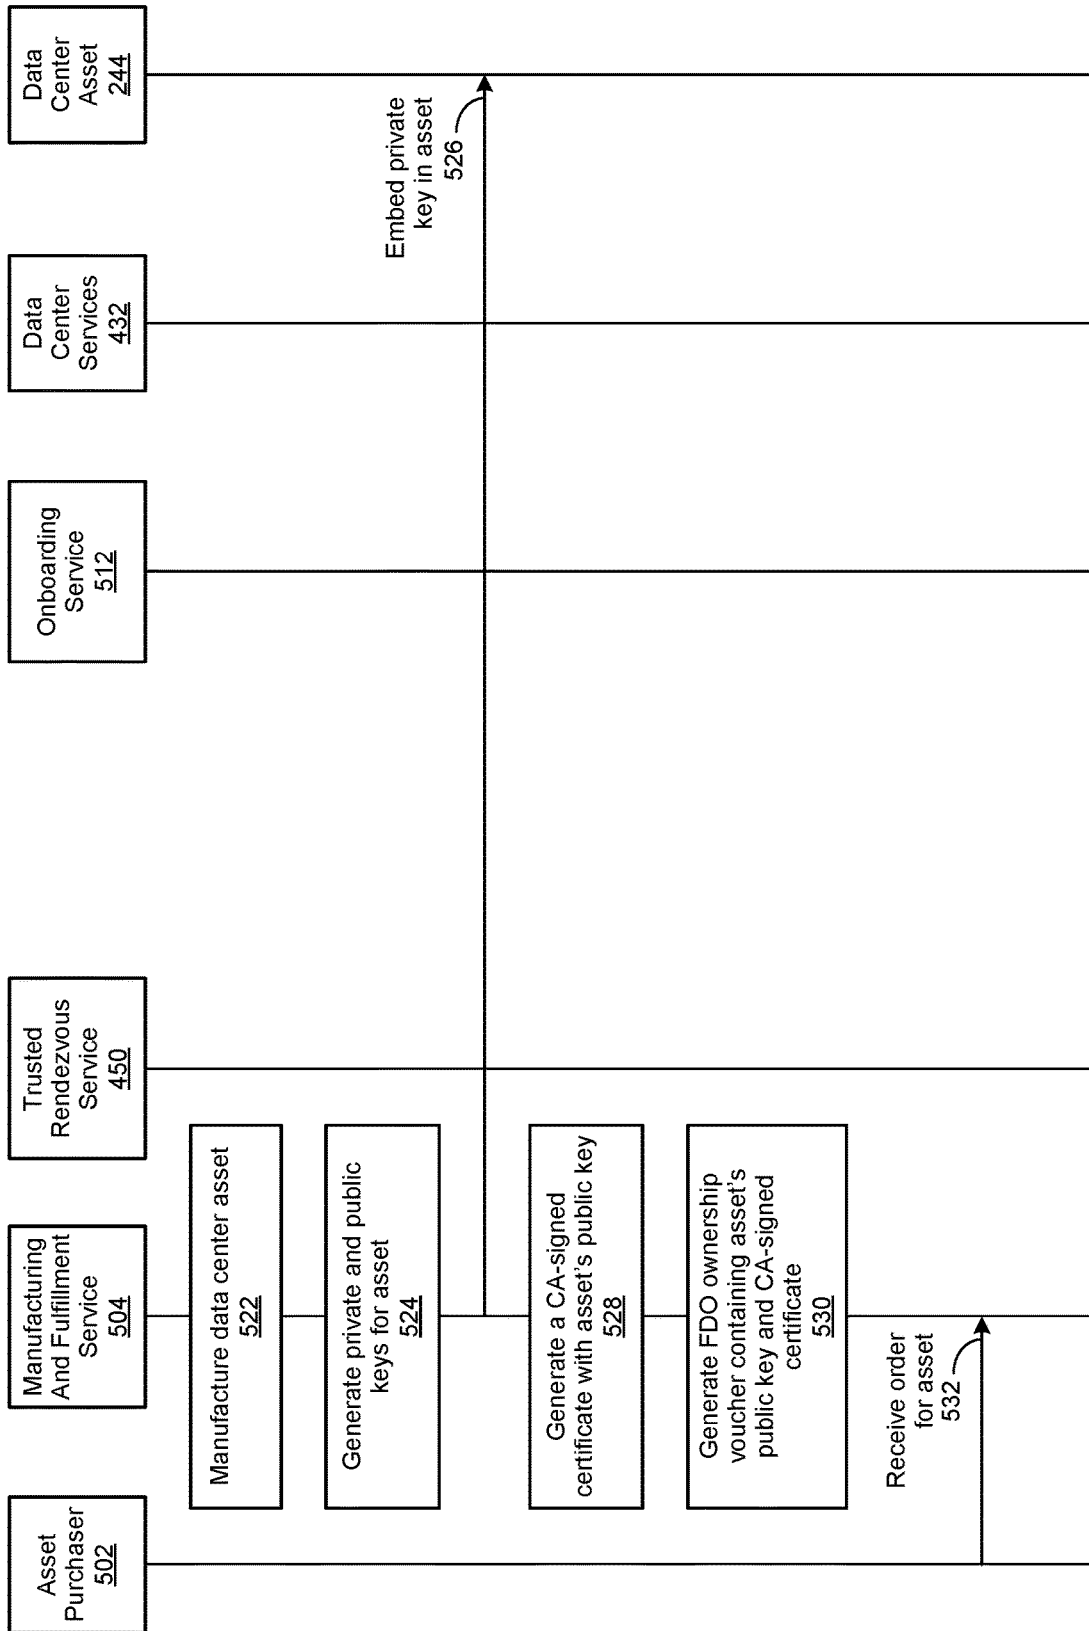 Asset
Purchaser
502
Manufacturing
And Fulfillment
Service
504
Trusted
Rendezvous
Service
450
Onboarding
Service
512
Data
Center
Services
432
Data
Center
Asset
244
Manufacture data center asset
522
Generate private and public
keys for asset
524
Embed private
key in asset
526
Generate a CA-signed
certificate with asset's public key
528
Generate FDO ownership
voucher containing asset's
public key and CA-signed
certificate
530
Receive order
for asset
532